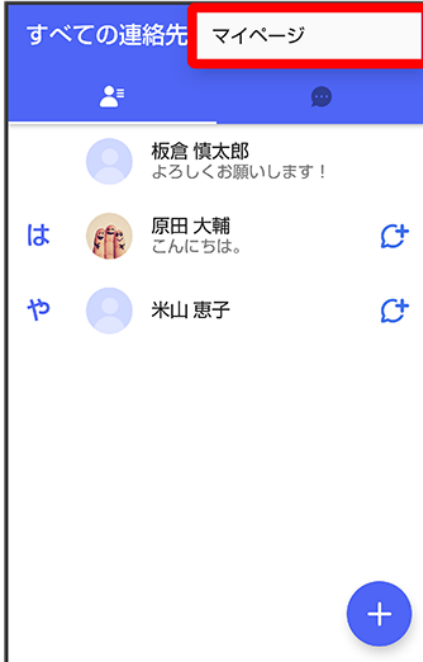 すべての連絡先
マイページ
板倉 慎太郎
よろしくお願いします！
は
原田 大輔
こんにちは。
や
米山 恵子